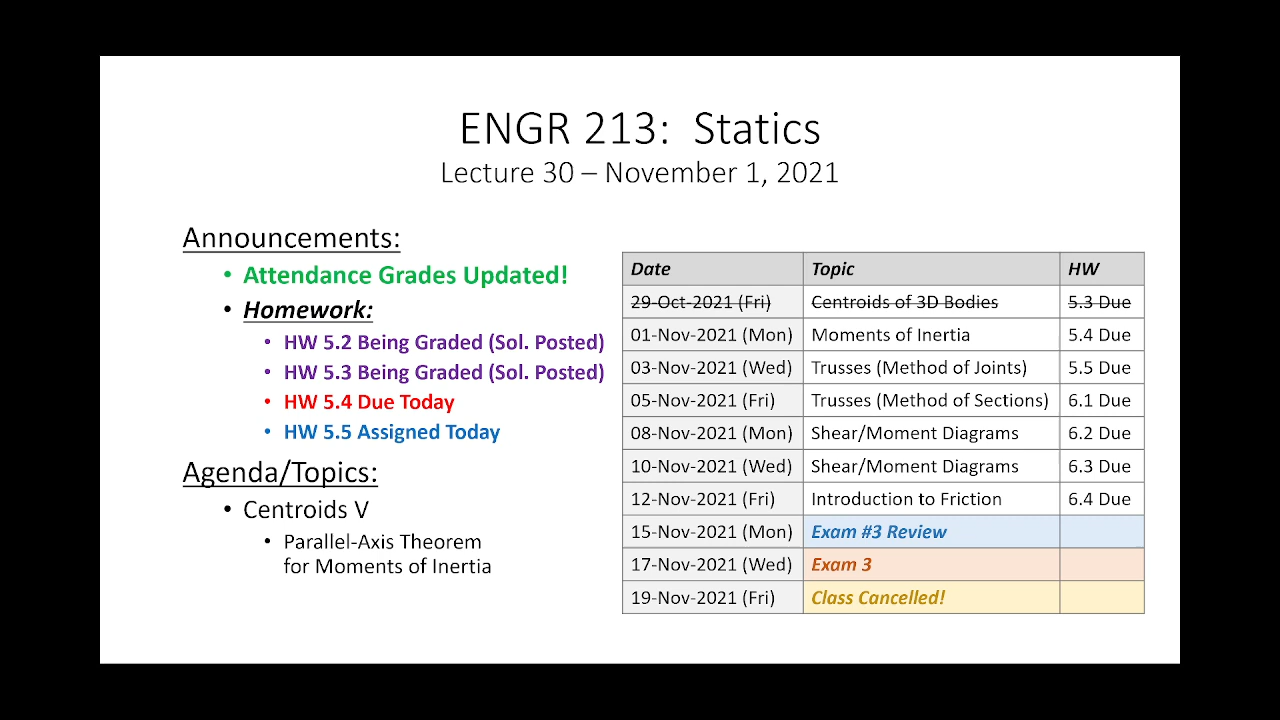 ENGR 213:  Statics
Lecture 30 – November 1, 2021
Announcements:
• Attendance Grades Updated!
• Homework:
• HW 5.2 Being Graded (Sol. Posted)
• HW 5.3 Being Graded (Sol. Posted)
• HW 5.4 Due Today
• HW 5.5 Assigned Today
Agenda/Topics:
• Centroids V
• Parallel-Axis Theorem
for Moments of Inertia
Date Topic HW
29-Oct-2021 (Fri) Centroids of 3D Bodies 5.3 Due
01-Nov-2021 (Mon) Moments of Inertia 5.4 Due
03-Nov-2021 (Wed) Trusses (Method of Joints) 5.5 Due
05-Nov-2021 (Fri) Trusses (Method of Sections) 6.1 Due
08-Nov-2021 (Mon) Shear/Moment Diagrams 6.2 Due
10-Nov-2021 (Wed) Shear/Moment Diagrams 6.3 Due
12-Nov-2021 (Fri) Introduction to Friction 6.4 Due
15-Nov-2021 (Mon) Exam #3 Review
17-Nov-2021 (Wed) Exam 3
19-Nov-2021 (Fri) Class Cancelled!